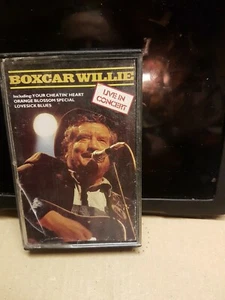 BOXCAR WILLIE
Including YOUR CHEATIN' HEART
ORANGE BLOSSOM SPECIAL
LOVESICK BLUES
LIVE IN
CONCERT